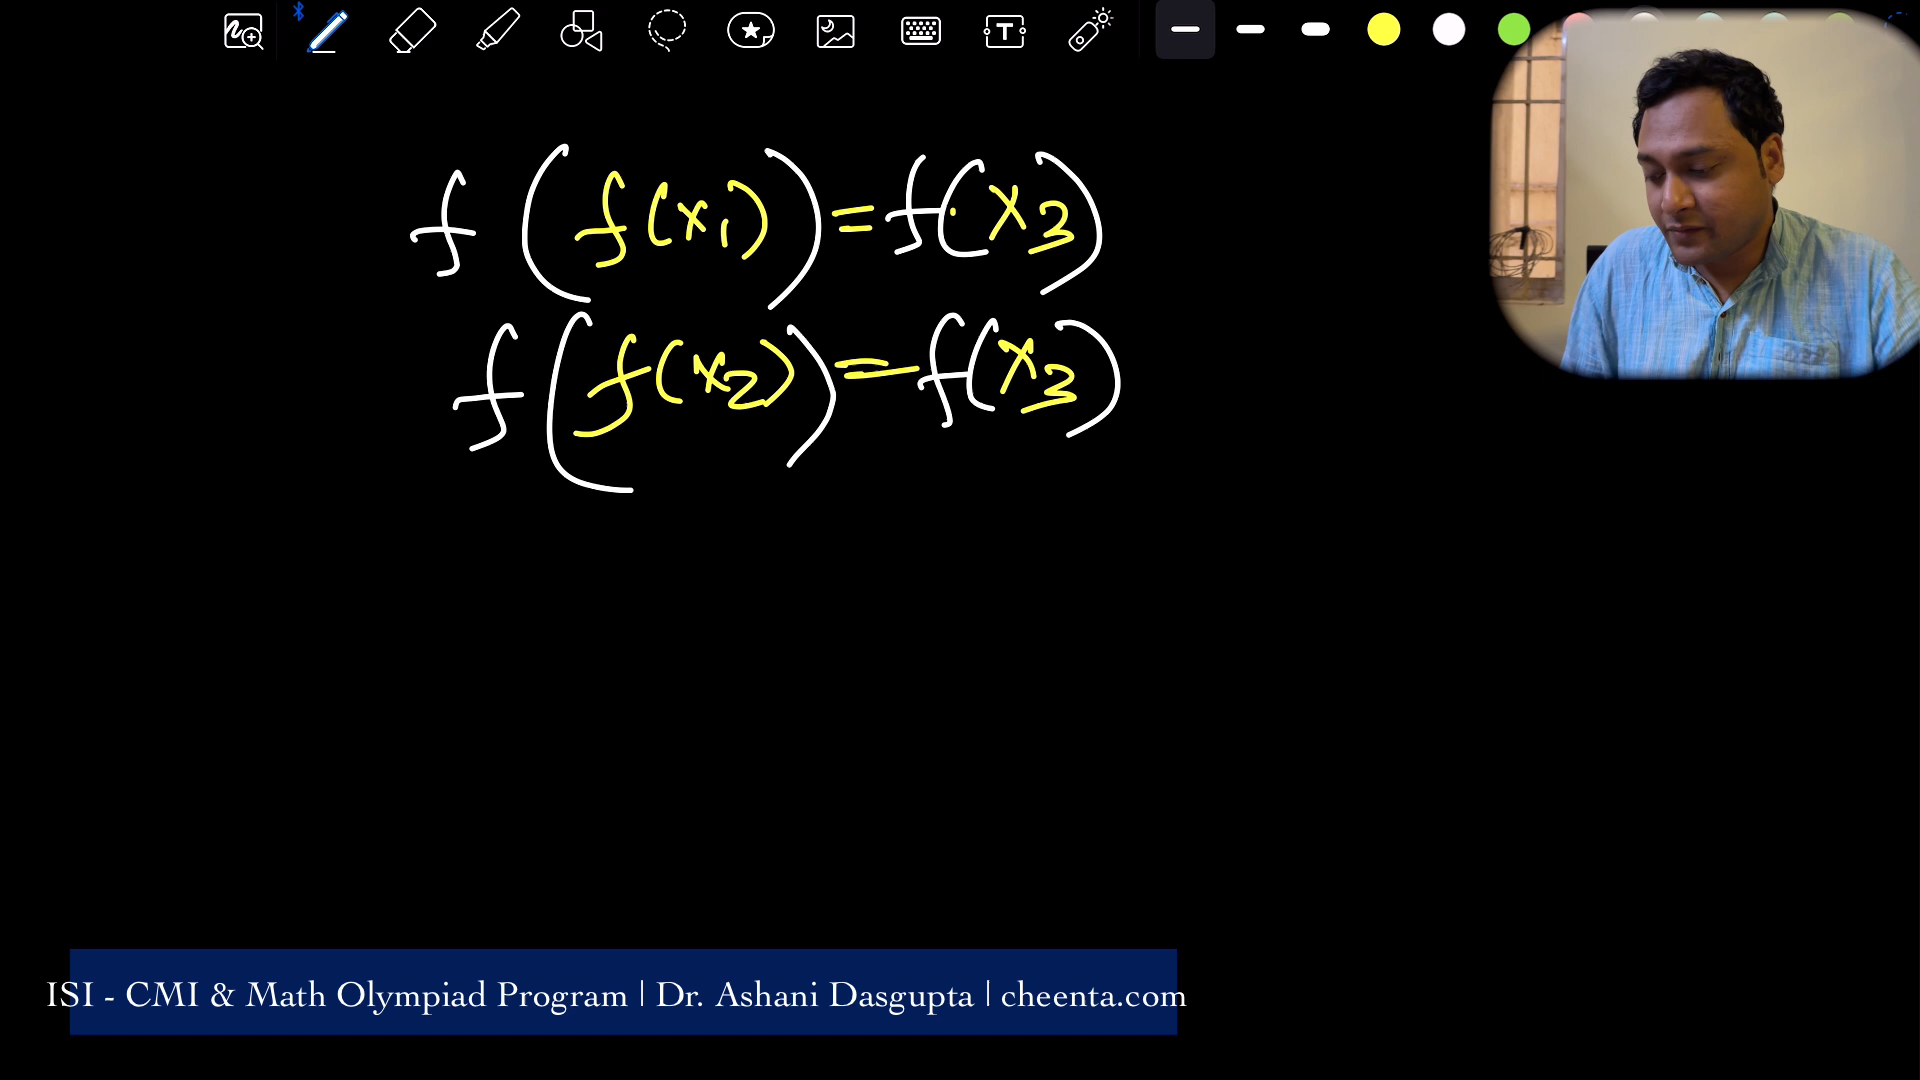 f(f(x₁))=f(x₃)
f(f(x₂))=f(x₃)
ISI - CMI & Math Olympiad Program | Dr. Ashani Dasgupta | cheenta.com